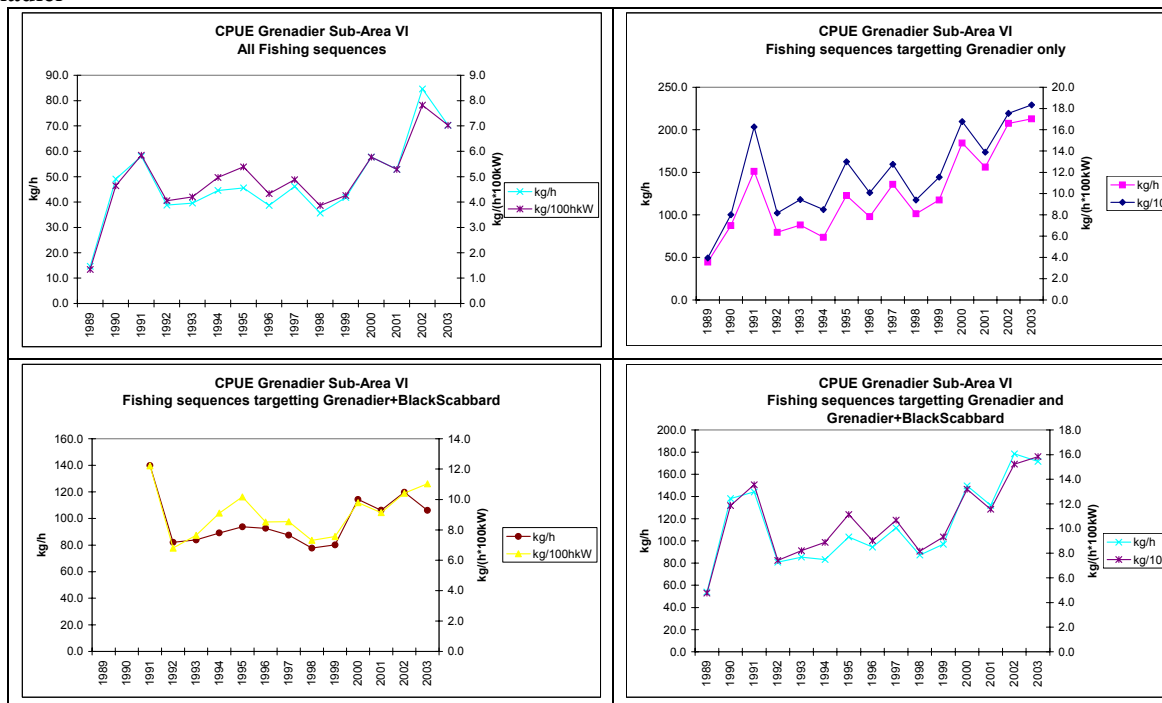 CPUE Grenadier Sub-Area VI
All Fishing sequences
90.0
80.0
70.0
60.0
50.0
40.0
30.0
20.0
10.0
0.0
kg/h
9.0
8.0
7.0
6.0
5.0
4.0
3.0
2.0
1.0
0.0
kg/(h*100kW)
1989 1990 1991 1992 1993 1994 1995 1996 1997 1998 1999 2000 2001 2002 2003
kg/h
kg/100hkW
CPUE Grenadier Sub-Area VI
Fishing sequences targetting Grenadier only
250.0
200.0
150.0
100.0
50.0
0.0
kg/h
20.0
18.0
16.0
14.0
12.0
10.0
8.0
6.0
4.0
2.0
0.0
kg/(h*100kW)
1989 1990 1991 1992 1993 1994 1995 1996 1997 1998 1999 2000 2001 2002 2003
kg/h
kg/10
CPUE Grenadier Sub-Area VI
Fishing sequences targetting Grenadier+BlackScabbard
160.0
140.0
120.0
100.0
80.0
60.0
40.0
20.0
0.0
kg/h
14.0
12.0
10.0
8.0
6.0
4.0
2.0
0.0
kg/(h*100kW)
1989 1990 1991 1992 1993 1994 1995 1996 1997 1998 1999 2000 2001 2002 2003
kg/h
kg/100hkW
CPUE Grenadier Sub-Area VI
Fishing sequences targetting Grenadier and
Grenadier+BlackScabbard
200.0
180.0
160.0
140.0
120.0
100.0
80.0
60.0
40.0
20.0
0.0
kg/h
18.0
16.0
14.0
12.0
10.0
8.0
6.0
4.0
2.0
0.0
kg/(h*100kW)
1989 1990 1991 1992 1993 1994 1995 1996 1997 1998 1999 2000 2001 2002 2003
kg/h
kg/10